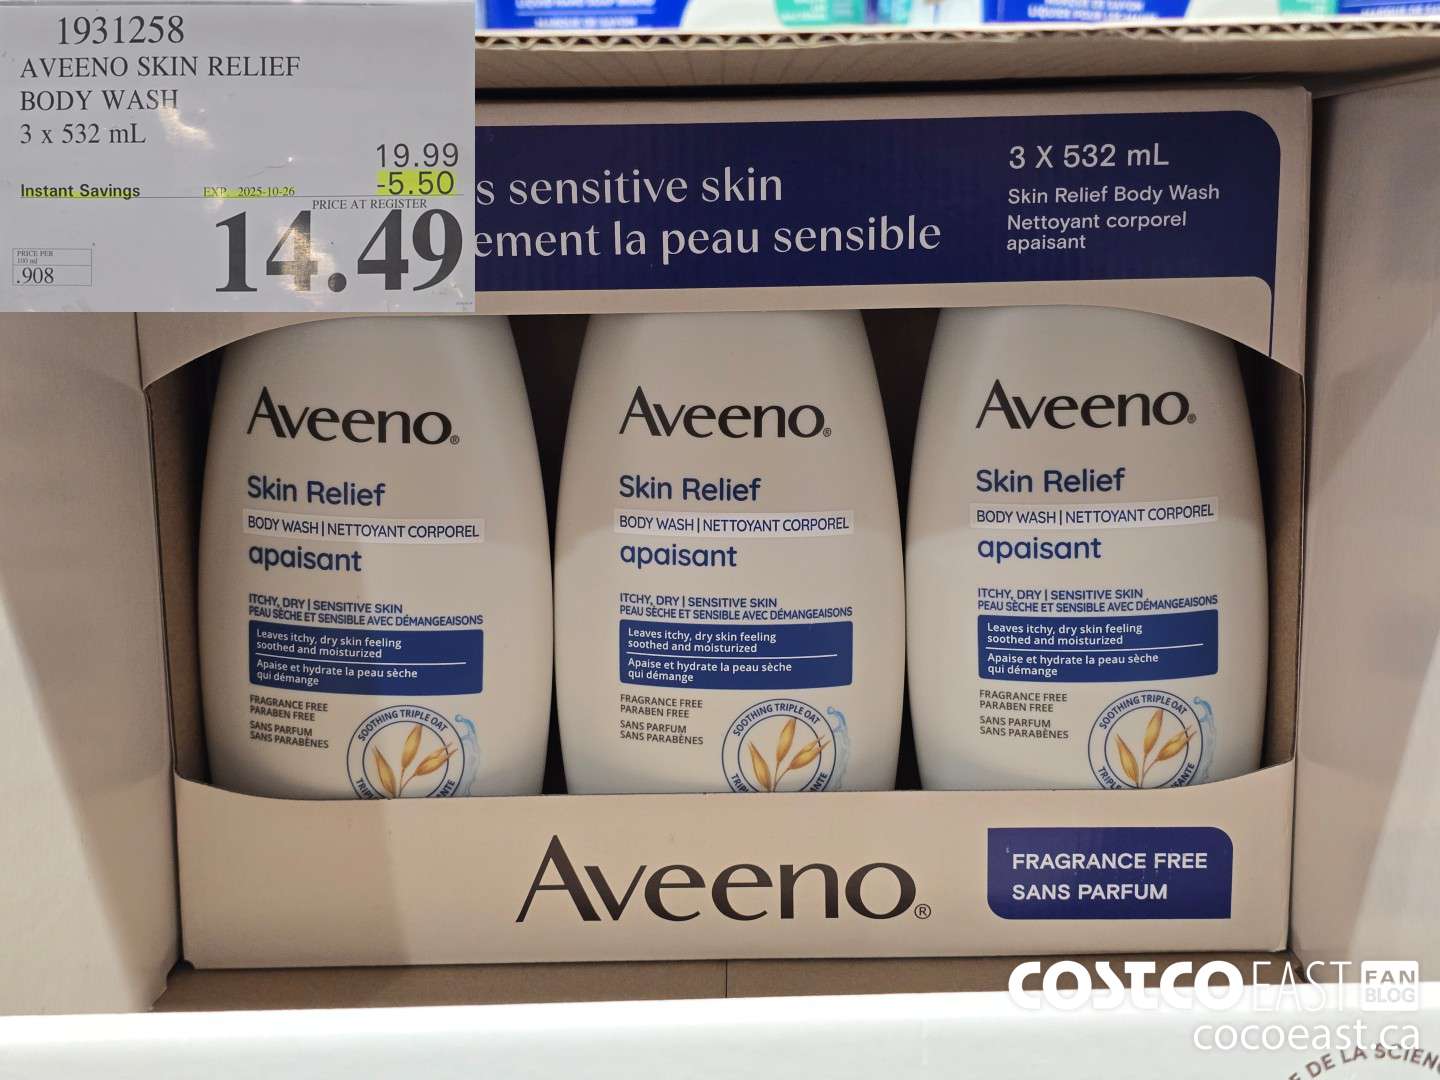 1931258
AVEENO SKIN RELIEF
BODY WASH
3 x 532 mL
19.99
Instant Savings EXP. 2025-10-26 -5.50
PRICE AT REGISTER
14.49
PRICE PER
100 ml
.908
s sensitive skin
ement la peau sensible
3 X 532 mL
Skin Relief Body Wash
Nettoyant corporel
apaisant
Aveeno®
Skin Relief
BODY WASH | NETTOYANT CORPOREL
apaisant
ITCHY, DRY | SENSITIVE SKIN
PEAU SÈCHE ET SENSIBLE AVEC DÉMANGEAISONS
Leaves itchy, dry skin feeling
soothed and moisturized
Apaise et hydrate la peau sèche
qui démange
FRAGRANCE FREE
PARABEN FREE
SANS PARFUM
SANS PARABÈNES
SOOTHING TRIPLE OAT
Aveeno®
Skin Relief
BODY WASH | NETTOYANT CORPOREL
apaisant
ITCHY, DRY | SENSITIVE SKIN
PEAU SÈCHE ET SENSIBLE AVEC DÉMANGEAISONS
Leaves itchy, dry skin feeling
soothed and moisturized
Apaise et hydrate la peau sèche
qui démange
FRAGRANCE FREE
PARABEN FREE
SANS PARFUM
SANS PARABÈNES
SOOTHING TRIPLE OAT
Aveeno®
Skin Relief
BODY WASH | NETTOYANT CORPOREL
apaisant
ITCHY, DRY | SENSITIVE SKIN
PEAU SÈCHE ET SENSIBLE AVEC DÉMANGEAISONS
Leaves itchy, dry skin feeling
soothed and moisturized
Apaise et hydrate la peau sèche
qui démange
FRAGRANCE FREE
PARABEN FREE
SANS PARFUM
SANS PARABÈNES
SOOTHING TRIPLE OAT
Aveeno®
FRAGRANCE FREE
SANS PARFUM
COSTCO EAST FAN BLOG
cocoeast.ca
DE LA SCIEN